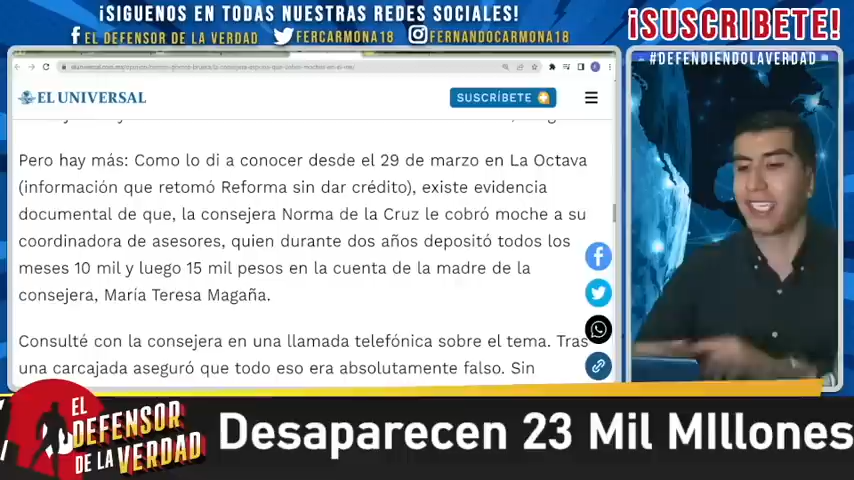 ¡SIGUENOS EN TODAS NUESTRAS REDES SOCIALES!
EL DEFENSOR DE LA VERDAD FERCARMONA18 FERNANDOCARMONA18
¡SUSCRIBETE!
#DEFENDIENDOLAVERDAD
EL UNIVERSAL
SUSCRÍBETE
Pero hay más: Como lo di a conocer desde el 29 de marzo en La Octava
(información que retomó Reforma sin dar crédito), existe evidencia
documental de que, la consejera Norma de la Cruz le cobró moche a su
coordinadora de asesores, quien durante dos años depositó todos los
meses 10 mil y luego 15 mil pesos en la cuenta de la madre de la
consejera, María Teresa Magaña.
Consulté con la consejera en una llamada telefónica sobre el tema. Tras
una carcajada aseguró que todo eso era absolutamente falso. Sin
EL
DEFENSOR
DE LA VERDAD
Desaparecen 23 Mil MIllones